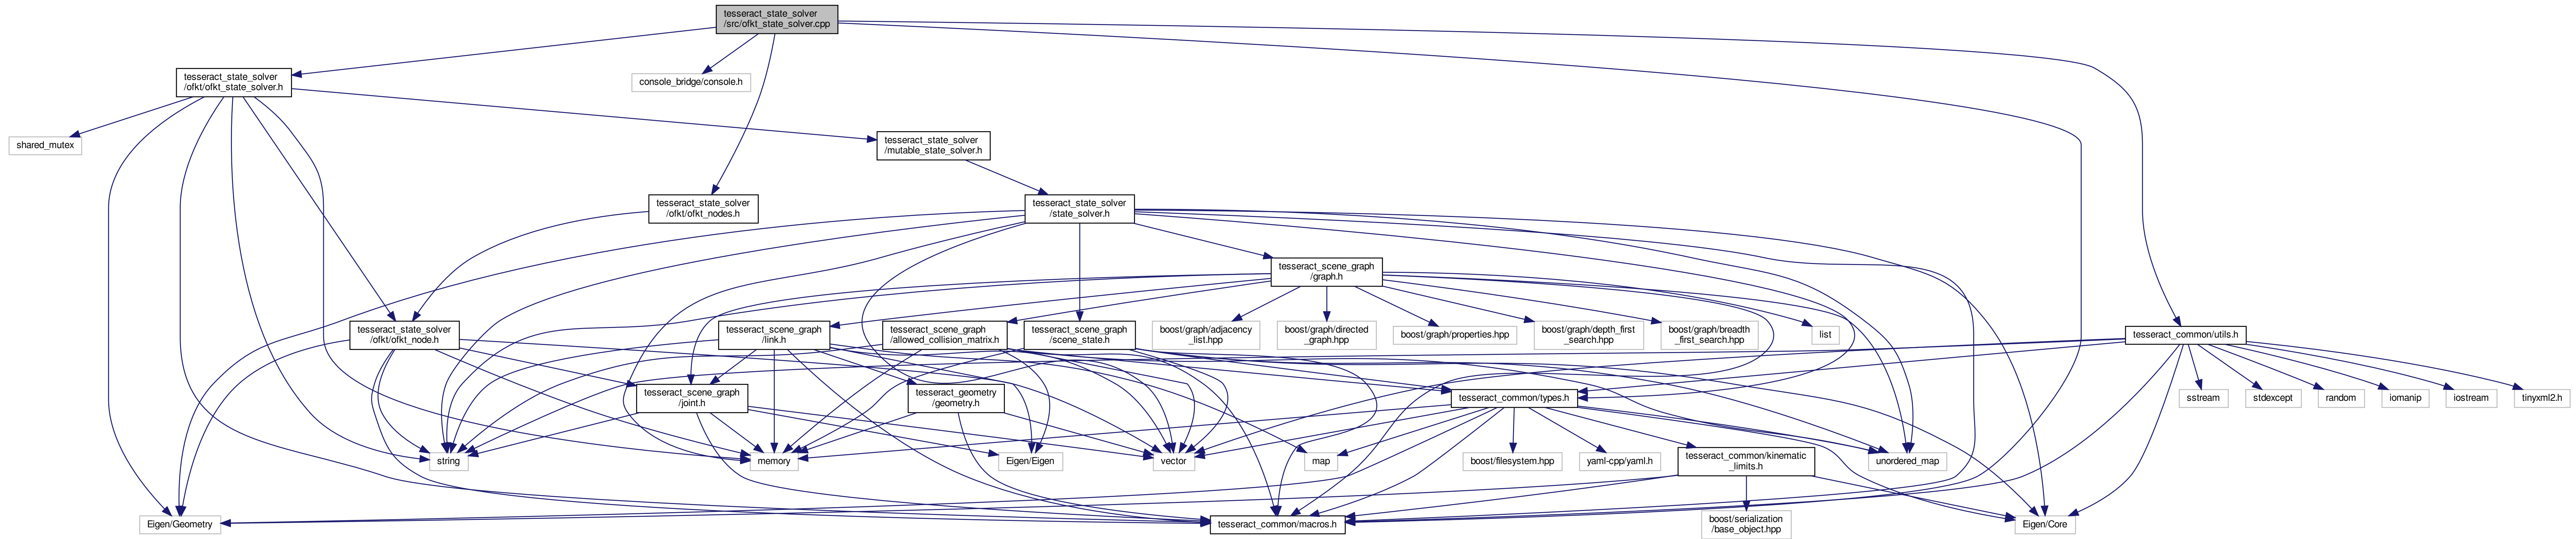 tesseract_state_solver
/src/ofkt_state_solver.cpp
tesseract_state_solver
/ofkt/ofkt_state_solver.h
console_bridge/console.h
shared_mutex
tesseract_state_solver
/mutable_state_solver.h
tesseract_state_solver
/ofkt/ofkt_nodes.h
tesseract_state_solver
/state_solver.h
tesseract_scene_graph
/graph.h
tesseract_state_solver
/ofkt/ofkt_node.h
tesseract_scene_graph
/link.h
tesseract_scene_graph
/allowed_collision_matrix.h
tesseract_scene_graph
/scene_state.h
boost/graph/adjacency
_list.hpp
boost/graph/directed
_graph.hpp
boost/graph/properties.hpp
boost/graph/depth_first
_search.hpp
boost/graph/breadth
_first_search.hpp
list
tesseract_common/utils.h
tesseract_scene_graph
/joint.h
tesseract_geometry
/geometry.h
tesseract_common/types.h
sstream
stdexcept
random
iomanip
iostream
tinyxml2.h
string
memory
Eigen/Eigen
vector
map
boost/filesystem.hpp
yaml-cpp/yaml.h
tesseract_common/kinematic
_limits.h
unordered_map
Eigen/Geometry
tesseract_common/macros.h
boost/serialization
/base_object.hpp
Eigen/Core